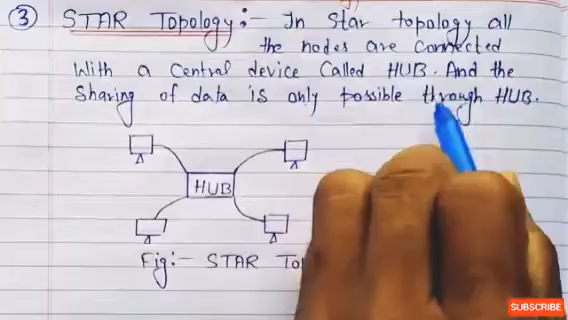 ③ STAR Topology:- In Star topology all
the nodes are connected
With a Central device Called HUB. And the
Sharing of data is only possible through HUB.
HUB
Fig:- STAR
SUBSCRIBE